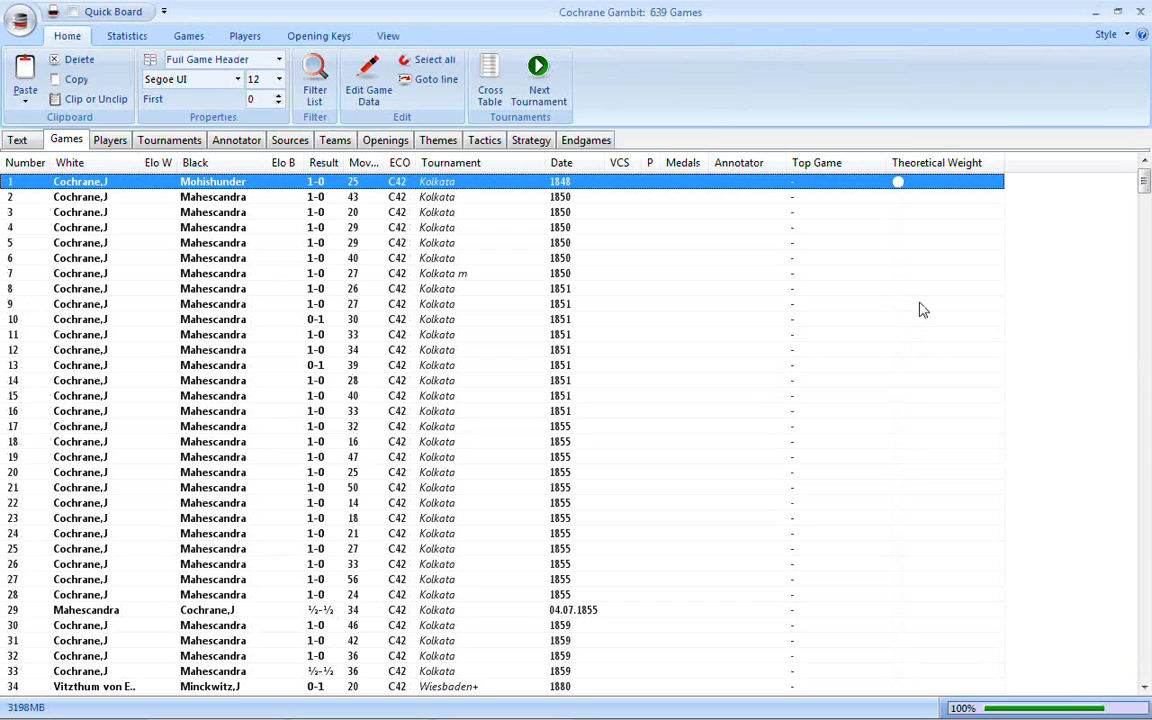 Quick Board
Cochrane Gambit: 639 Games
Home Statistics Games Players Opening Keys View Style
Paste Delete Copy Clip or Unclip Clipboard
Full Game Header Segoe UI 12 First 0 Properties
Filter List Filter
Edit Game Data Select all Goto line Edit
Cross Table Next Tournament Tournaments
Text Games Players Tournaments Annotator Sources Teams Openings Themes Tactics Strategy Endgames
Number White Elo W Black Elo B Result Mov... ECO Tournament Date VCS P Medals Annotator Top Game Theoretical Weight
1 Cochrane,J Mohishunder 1-0 25 C42 Kolkata 1848 -
2 Cochrane,J Mahescandra 1-0 43 C42 Kolkata 1850 -
3 Cochrane,J Mahescandra 1-0 20 C42 Kolkata 1850 -
4 Cochrane,J Mahescandra 1-0 29 C42 Kolkata 1850 -
5 Cochrane,J Mahescandra 1-0 29 C42 Kolkata 1850 -
6 Cochrane,J Mahescandra 1-0 40 C42 Kolkata 1850 -
7 Cochrane,J Mahescandra 1-0 27 C42 Kolkata m 1850 -
8 Cochrane,J Mahescandra 1-0 26 C42 Kolkata 1851 -
9 Cochrane,J Mahescandra 1-0 27 C42 Kolkata 1851 -
10 Cochrane,J Mahescandra 0-1 30 C42 Kolkata 1851 -
11 Cochrane,J Mahescandra 1-0 33 C42 Kolkata 1851 -
12 Cochrane,J Mahescandra 1-0 34 C42 Kolkata 1851 -
13 Cochrane,J Mahescandra 0-1 39 C42 Kolkata 1851 -
14 Cochrane,J Mahescandra 1-0 28 C42 Kolkata 1851 -
15 Cochrane,J Mahescandra 1-0 40 C42 Kolkata 1851 -
16 Cochrane,J Mahescandra 1-0 33 C42 Kolkata 1851 -
17 Cochrane,J Mahescandra 1-0 32 C42 Kolkata 1855 -
18 Cochrane,J Mahescandra 1-0 16 C42 Kolkata 1855 -
19 Cochrane,J Mahescandra 1-0 47 C42 Kolkata 1855 -
20 Cochrane,J Mahescandra 1-0 25 C42 Kolkata 1855 -
21 Cochrane,J Mahescandra 1-0 50 C42 Kolkata 1855 -
22 Cochrane,J Mahescandra 1-0 14 C42 Kolkata 1855 -
23 Cochrane,J Mahescandra 1-0 18 C42 Kolkata 1855 -
24 Cochrane,J Mahescandra 1-0 21 C42 Kolkata 1855 -
25 Cochrane,J Mahescandra 1-0 27 C42 Kolkata 1855 -
26 Cochrane,J Mahescandra 1-0 33 C42 Kolkata 1855 -
27 Cochrane,J Mahescandra 1-0 56 C42 Kolkata 1855 -
28 Cochrane,J Mahescandra 1-0 24 C42 Kolkata 1855 -
29 Mahescandra Cochrane,J ½-½ 34 C42 Kolkata 04.07.1855 -
30 Cochrane,J Mahescandra 1-0 46 C42 Kolkata 1859 -
31 Cochrane,J Mahescandra 1-0 42 C42 Kolkata 1859 -
32 Cochrane,J Mahescandra 1-0 36 C42 Kolkata 1859 -
33 Cochrane,J Mahescandra ½-½ 36 C42 Kolkata 1859 -
34 Vitzthum von E.. Minckwitz,J 0-1 20 C42 Wiesbaden+ 1880 -
3198MB 100%